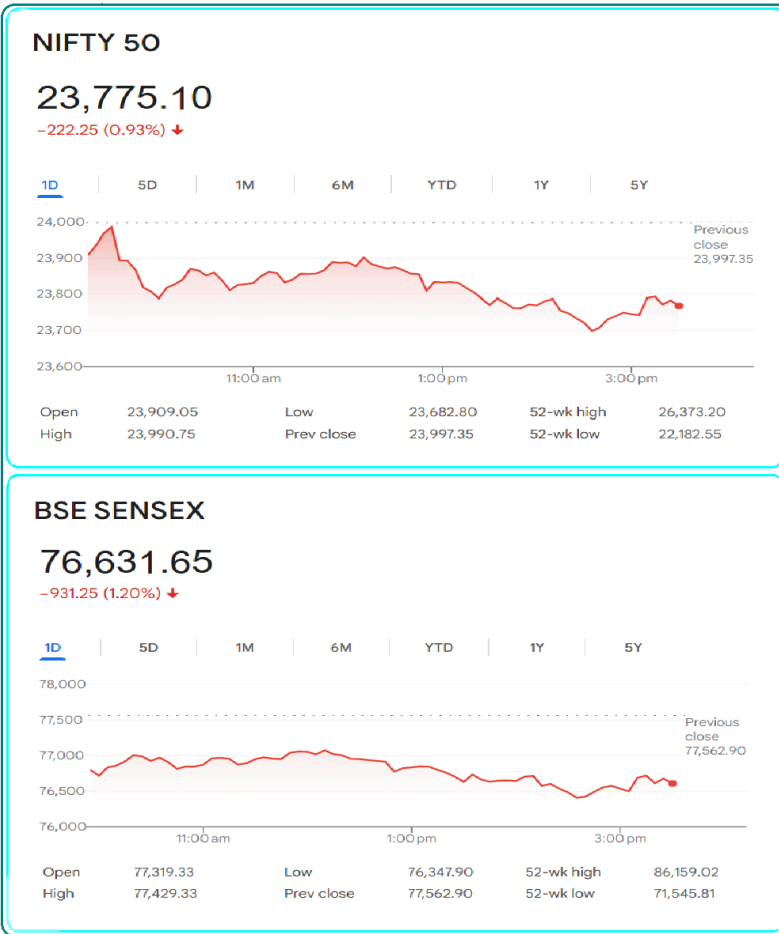 NIFTY 50
23,775.10
-222.25 (0.93%) ↓
1D 5D 1M 6M YTD 1Y 5Y
24,000
Previous
close
23,997.35
23,900
23,800
23,700
23,600
11:00 am 1:00 pm 3:00 pm
Open 23,909.05 Low 23,682.80 52-wk high 26,373.20
High 23,990.75 Prev close 23,997.35 52-wk low 22,182.55
BSE SENSEX
76,631.65
-931.25 (1.20%) ↓
1D 5D 1M 6M YTD 1Y 5Y
78,000
77,500
Previous
close
77,562.90
77,000
76,500
76,000
11:00 am 1:00 pm 3:00 pm
Open 77,319.33 Low 76,347.90 52-wk high 86,159.02
High 77,429.33 Prev close 77,562.90 52-wk low 71,545.81